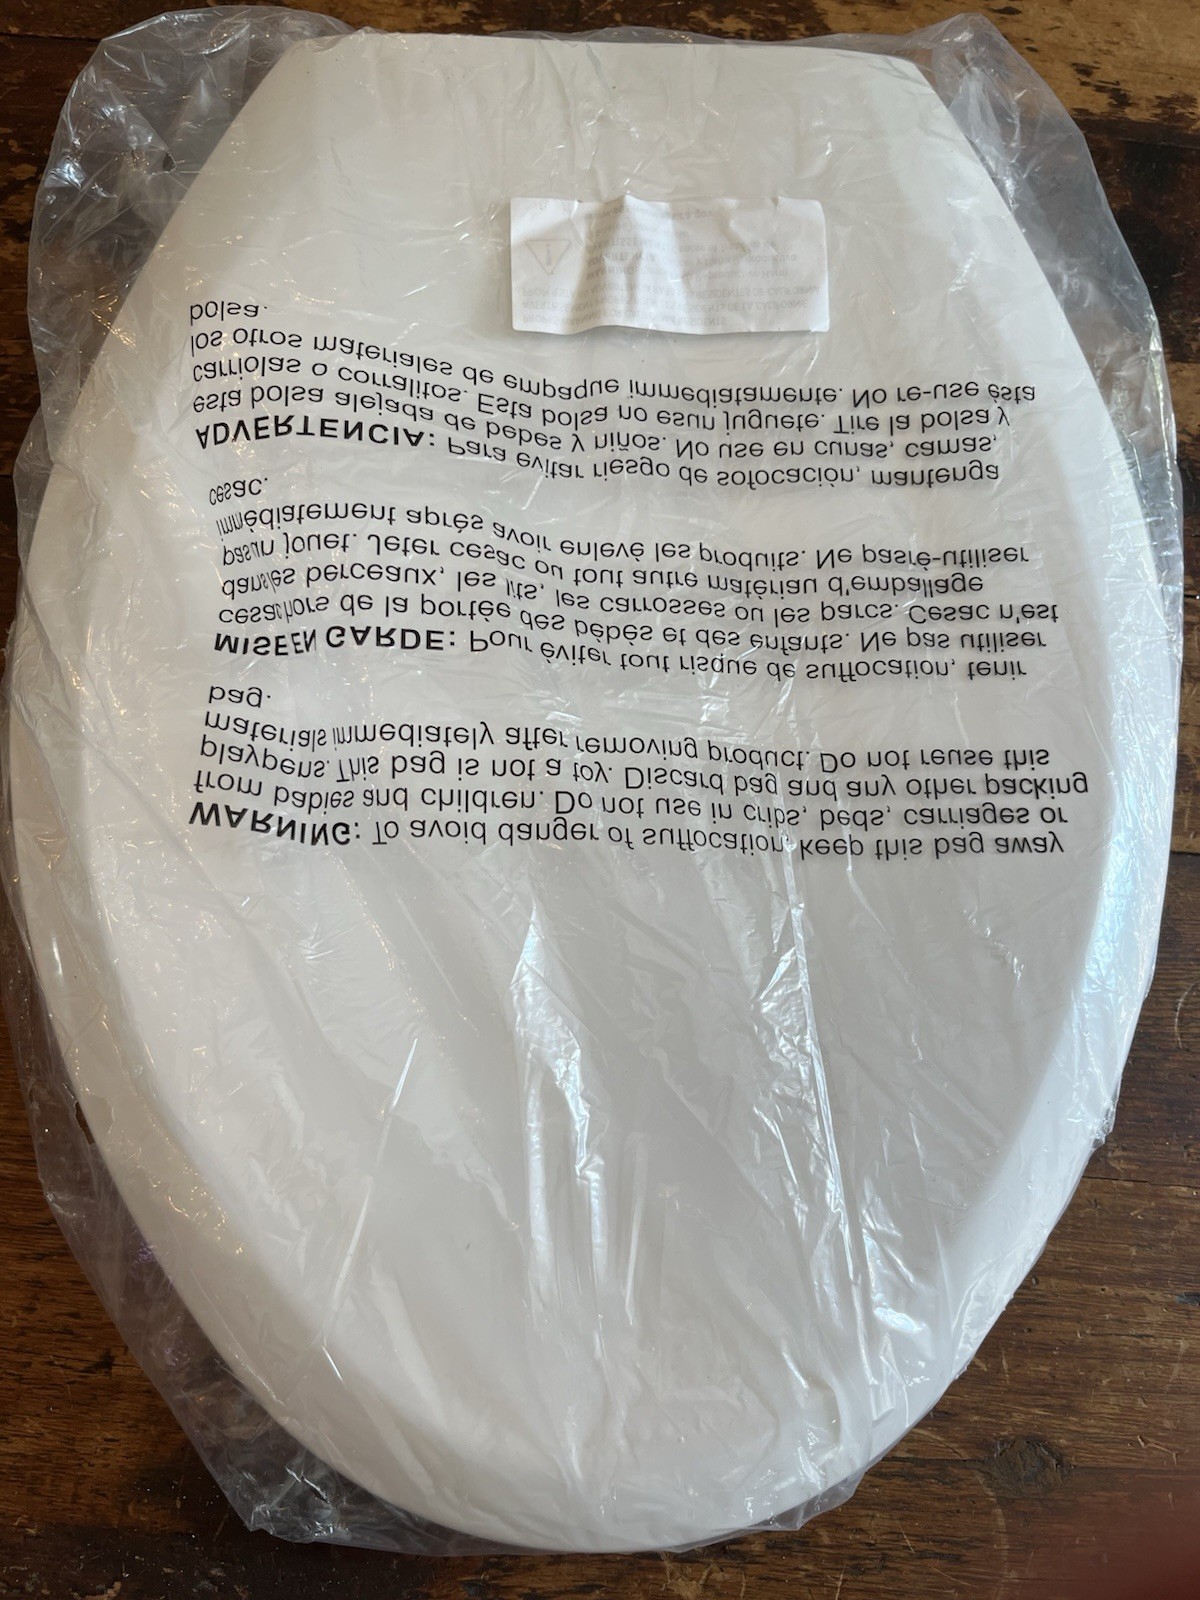 WARNING: To avoid danger of suffocation, keep this bag away
from babies and children. Do not use in cribs, beds, carriages or
playpens. This bag is not a toy. Discard bag and any other packing
materials immediately after removing product. Do not reuse this
bag.
MISEEN GARDE: Pour éviter tout risque de suffocation, tenir
cesachors de la portée des bébés et des enfants. Ne pas utiliser
dansles berceaux, les lits, les carrosses ou les parcs. Cesac n'est
pasun jouet. Jeter cesac ou tout autre matériau d'emballage
immédiatement après avoir enlevé les produits. Ne pasré-utiliser
cesac.
ADVERTENCIA: Para evitar riesgo de sofocación, mantenga
esta bolsa alejada de bebes y niños. No use en cunas, camas,
carriolas o corralitos. Esta bolsa no esun juguete. Tire la bolsa y
los otros materiales de empaque immediatamente. No re-use ésta
bolsa.